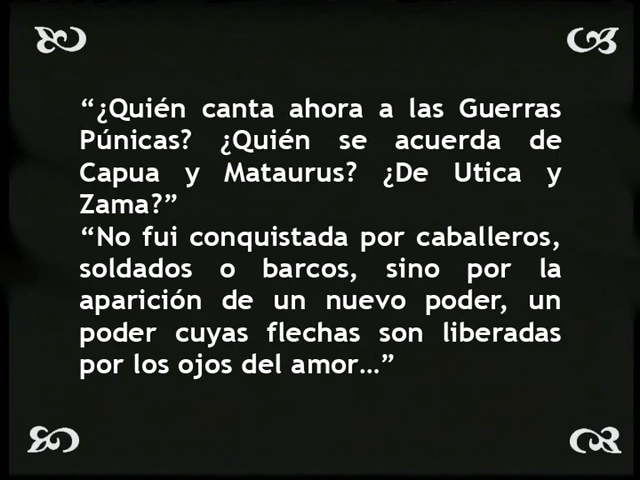 “¿Quién canta ahora a las Guerras
Púnicas? ¿Quién se acuerda de
Capua y Mataurus? ¿De Utica y
Zama?”
“No fui conquistada por caballeros,
soldados o barcos, sino por la
aparición de un nuevo poder, un
poder cuyas flechas son liberadas
por los ojos del amor…”